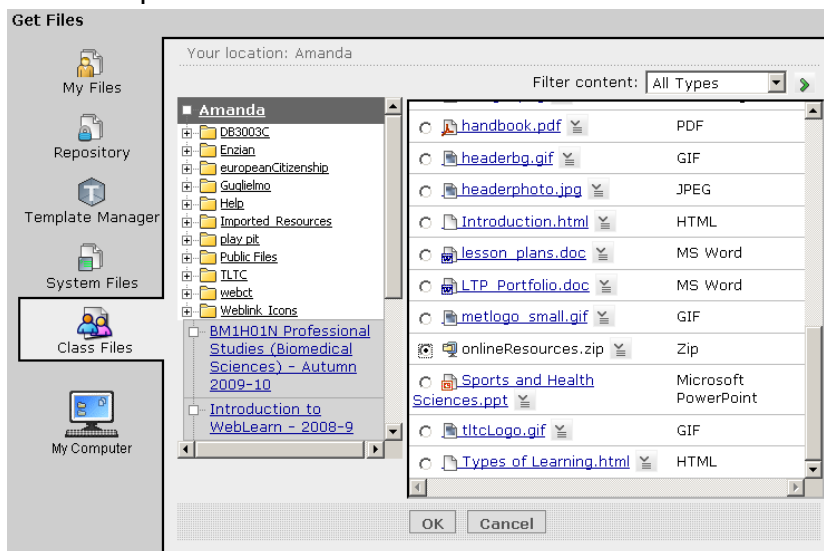 Get Files
My Files
Repository
Template Manager
System Files
Class Files
My Computer
Your location: Amanda
Filter content: All Types
Amanda
DB3003C
Enzian
europeanCitizenship
Guglielmo
Help
Imported Resources
play pit
Public Files
TLTC
webct
Weblink Icons
BM1H01N Professional
Studies (Biomedical
Sciences) - Autumn
2009-10
Introduction to
WebLearn - 2008-9
handbook.pdf PDF
headerbg.gif GIF
headerphoto.jpg JPEG
Introduction.html HTML
lesson_plans.doc MS Word
LTP_Portfolio.doc MS Word
metlogo_small.gif GIF
onlineResources.zip Zip
Sports and Health Microsoft
Sciences.ppt PowerPoint
tltcLogo.gif GIF
Types of Learning.html HTML
OK Cancel